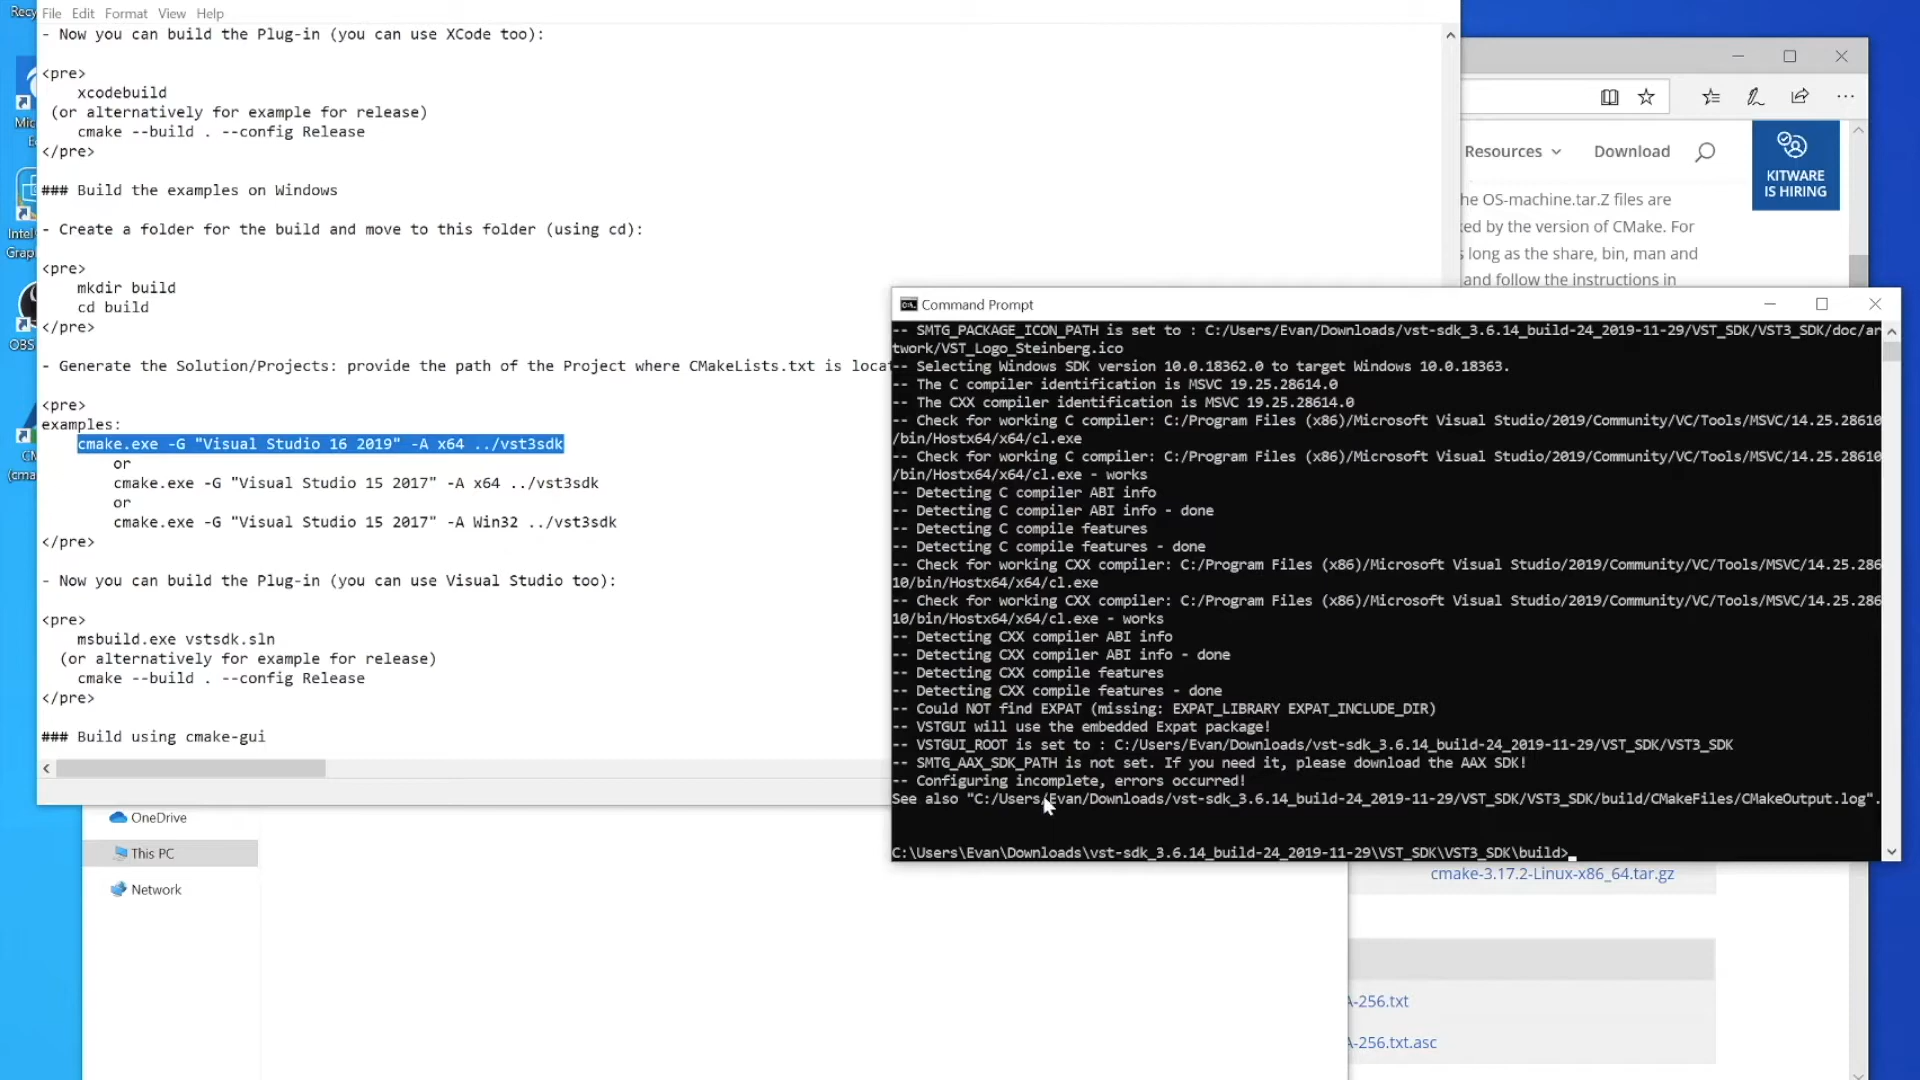 Recy
File Edit Format View Help
- Now you can build the Plug-in (you can use XCode too):
<pre>
xcodebuild
(or alternatively for example for release)
cmake --build . --config Release
</pre>
### Build the examples on Windows
- Create a folder for the build and move to this folder (using cd):
<pre>
mkdir build
cd build
</pre>
- Generate the Solution/Projects: provide the path of the Project where CMakeLists.txt is loca
<pre>
examples:
cmake.exe -G "Visual Studio 16 2019" -A x64 ../vst3sdk
or
cmake.exe -G "Visual Studio 15 2017" -A x64 ../vst3sdk
or
cmake.exe -G "Visual Studio 15 2017" -A Win32 ../vst3sdk
</pre>
- Now you can build the Plug-in (you can use Visual Studio too):
<pre>
msbuild.exe vstsdk.sln
(or alternatively for example for release)
cmake --build . --config Release
</pre>
### Build using cmake-gui
Mic
E
Intel
Grap
OBS
CM
(cma
OneDrive
This PC
Network
Resources Download
KITWARE
IS HIRING
he OS-machine.tar.Z files are
ked by the version of CMake. For
s long as the share, bin, man and
and follow the instructions in
Command Prompt
-- SMTG_PACKAGE_ICON_PATH is set to : C:/Users/Evan/Downloads/vst-sdk_3.6.14_build-24_2019-11-29/VST_SDK/VST3_SDK/doc/ar
twork/VST_Logo_Steinberg.ico
-- Selecting Windows SDK version 10.0.18362.0 to target Windows 10.0.18363.
-- The C compiler identification is MSVC 19.25.28614.0
-- The CXX compiler identification is MSVC 19.25.28614.0
-- Check for working C compiler: C:/Program Files (x86)/Microsoft Visual Studio/2019/Community/VC/Tools/MSVC/14.25.28610
/bin/Hostx64/x64/cl.exe
-- Check for working C compiler: C:/Program Files (x86)/Microsoft Visual Studio/2019/Community/VC/Tools/MSVC/14.25.28610
/bin/Hostx64/x64/cl.exe - works
-- Detecting C compiler ABI info
-- Detecting C compiler ABI info - done
-- Detecting C compile features
-- Detecting C compile features - done
-- Check for working CXX compiler: C:/Program Files (x86)/Microsoft Visual Studio/2019/Community/VC/Tools/MSVC/14.25.286
10/bin/Hostx64/x64/cl.exe
-- Check for working CXX compiler: C:/Program Files (x86)/Microsoft Visual Studio/2019/Community/VC/Tools/MSVC/14.25.286
10/bin/Hostx64/x64/cl.exe - works
-- Detecting CXX compiler ABI info
-- Detecting CXX compiler ABI info - done
-- Detecting CXX compile features
-- Detecting CXX compile features - done
-- Could NOT find EXPAT (missing: EXPAT_LIBRARY EXPAT_INCLUDE_DIR)
-- VSTGUI will use the embedded Expat package!
-- VSTGUI_ROOT is set to : C:/Users/Evan/Downloads/vst-sdk_3.6.14_build-24_2019-11-29/VST_SDK/VST3_SDK
-- SMTG_AAX_SDK_PATH is not set. If you need it, please download the AAX SDK!
-- Configuring incomplete, errors occurred!
See also "C:/Users/Evan/Downloads/vst-sdk_3.6.14_build-24_2019-11-29/VST_SDK/VST3_SDK/build/CMakeFiles/CMakeOutput.log".
C:\Users\Evan\Downloads\vst-sdk_3.6.14_build-24_2019-11-29\VST_SDK\VST3_SDK\build>
cmake-3.17.2-Linux-x86_64.tar.gz
A-256.txt
A-256.txt.asc